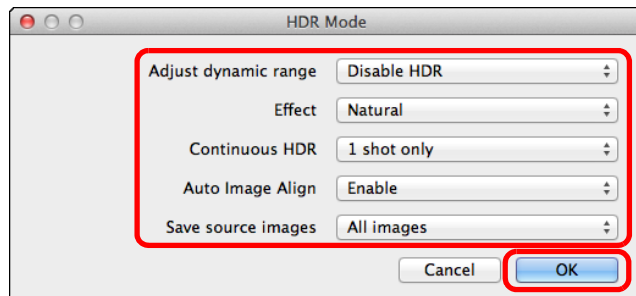 HDR Mode
Adjust dynamic range Disable HDR
Effect Natural
Continuous HDR 1 shot only
Auto Image Align Enable
Save source images All images
Cancel OK